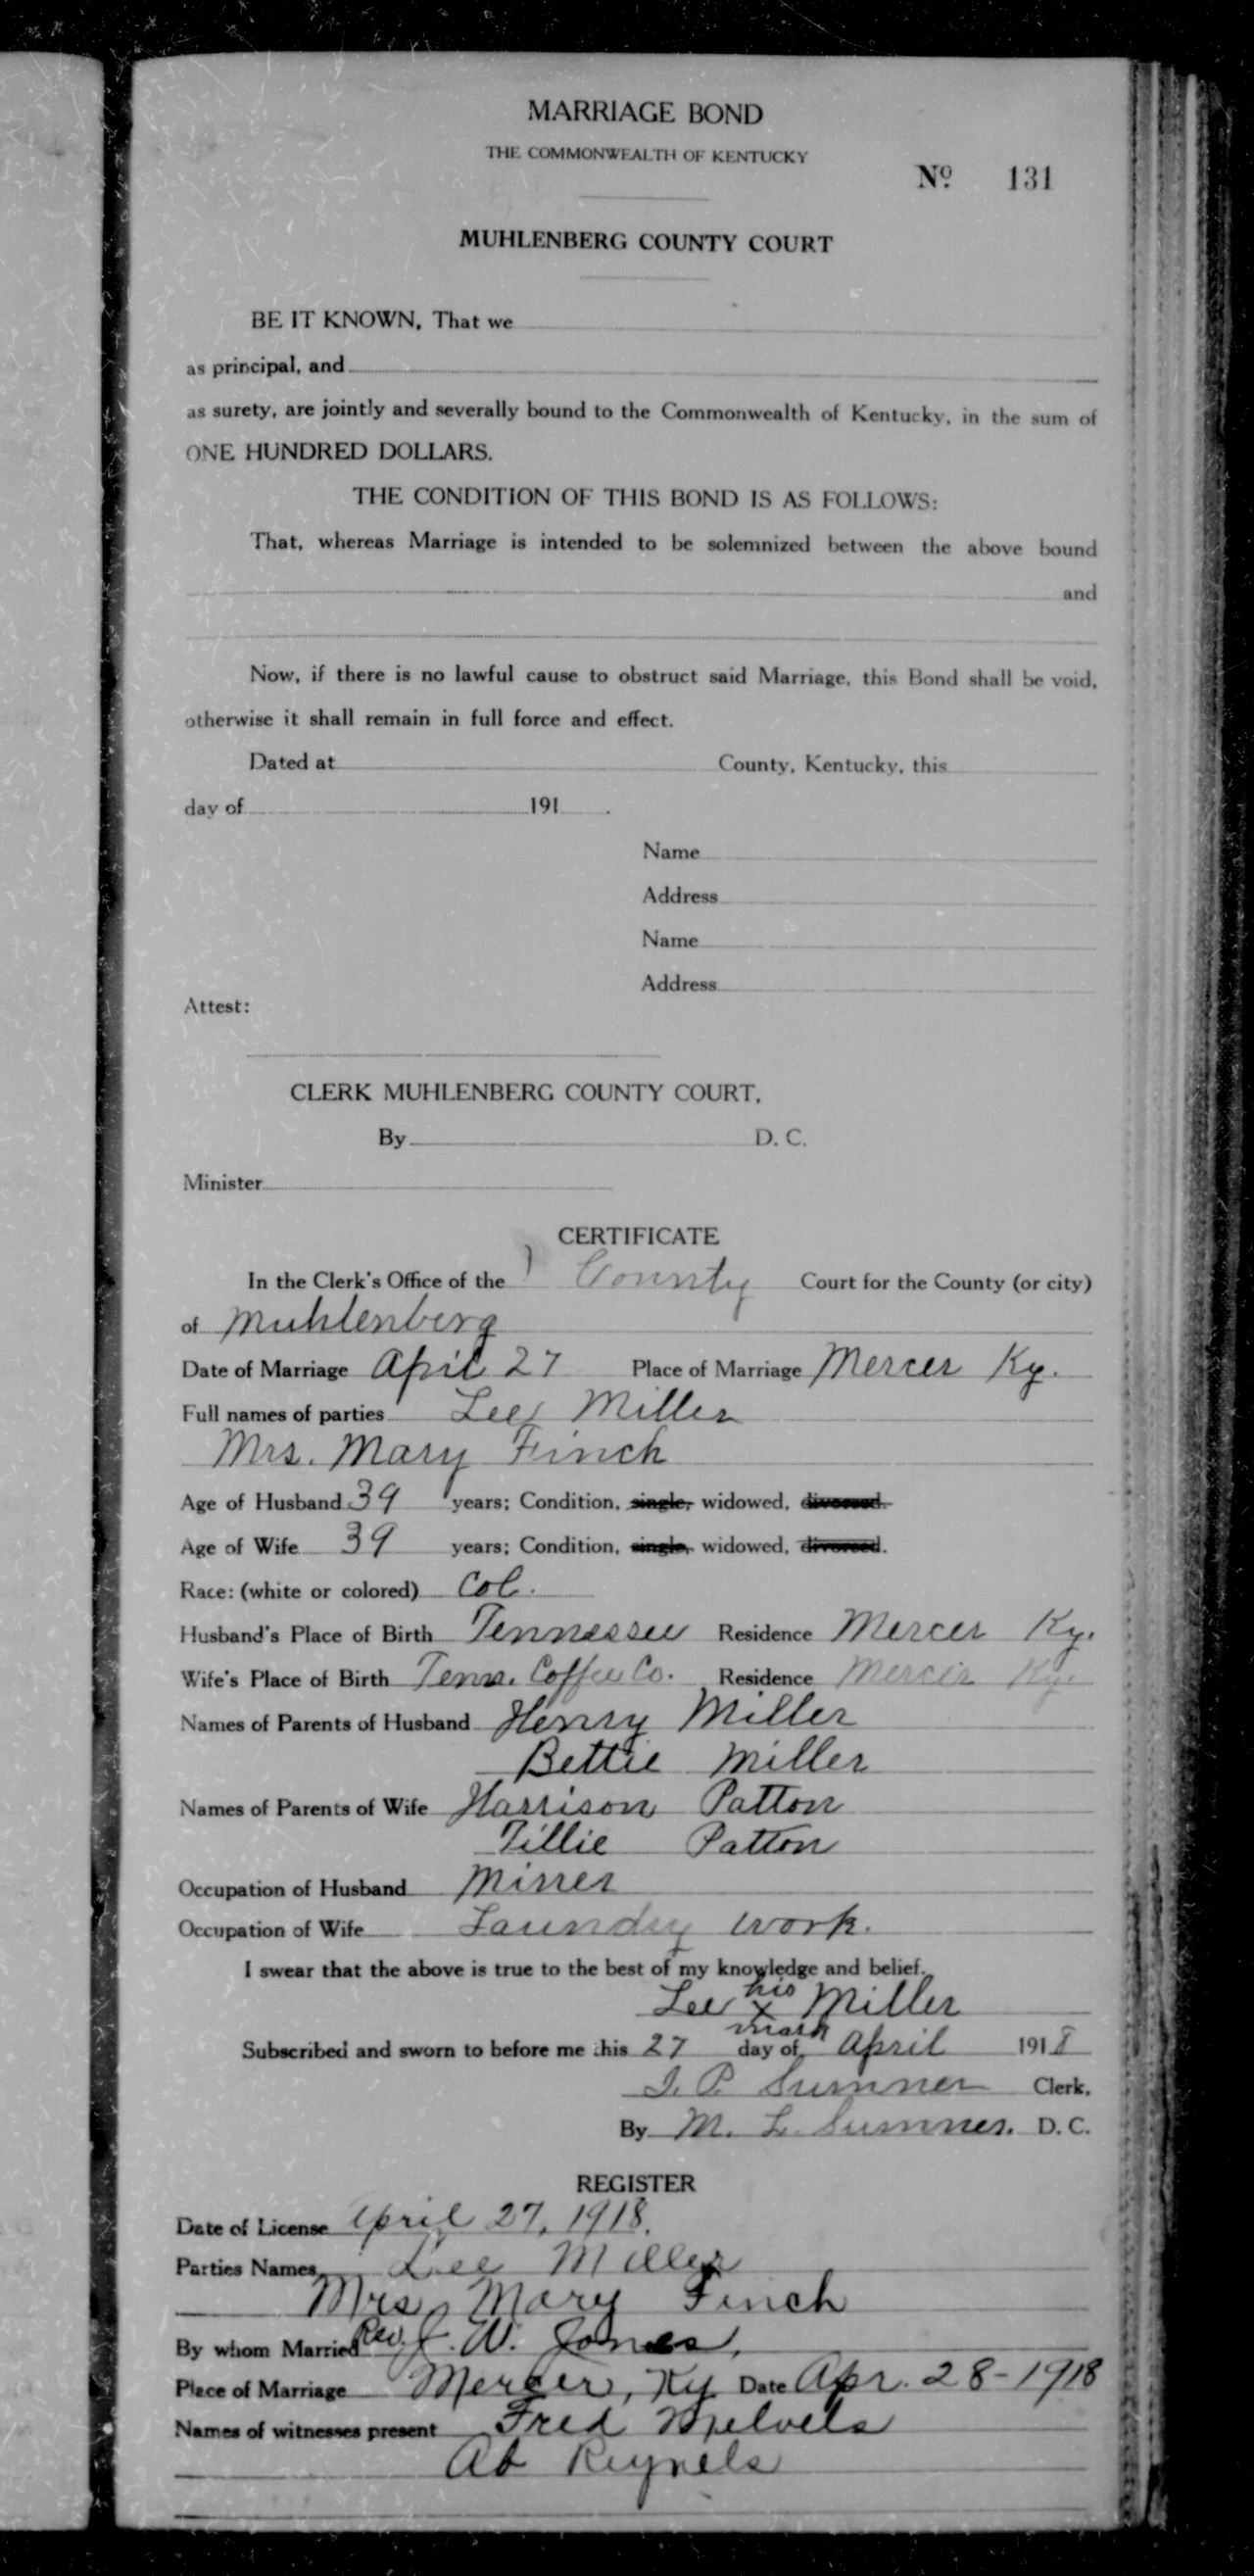 MARRIAGE BOND
THE COMMONWEALTH OF KENTUCKY
No. 131
MUHLENBERG COUNTY COURT
BE IT KNOWN, That we
as principal, and
as surety, are jointly and severally bound to the Commonwealth of Kentucky, in the sum of
ONE HUNDRED DOLLARS.
THE CONDITION OF THIS BOND IS AS FOLLOWS:
That, whereas Marriage is intended to be solemnized between the above bound
and
Now, if there is no lawful cause to obstruct said Marriage, this Bond shall be void,
otherwise it shall remain in full force and effect.
Dated at County, Kentucky, this
day of 191 .
Name
Address
Name
Address
Attest:
CLERK MUHLENBERG COUNTY COURT,
By D. C.
Minister
CERTIFICATE
In the Clerk's Office of the County Court for the County (or city)
of Muhlenberg
Date of Marriage April 27 Place of Marriage Mercer Ky.
Full names of parties Lee Miller
Mrs. Mary Finch
Age of Husband 39 years; Condition, single, widowed, divorced.
Age of Wife 39 years; Condition, single, widowed, divorced.
Race: (white or colored) Col.
Husband's Place of Birth Tennessee Residence Mercer Ky.
Wife's Place of Birth Tenn. Coffee Co. Residence Mercer Ky.
Names of Parents of Husband Henry Miller
Bettie Miller
Names of Parents of Wife Harrison Patton
Tillie Patton
Occupation of Husband Miner
Occupation of Wife Laundry work.
I swear that the above is true to the best of my knowledge and belief.
Lee his x mark Miller
Subscribed and sworn to before me this 27 day of April 1918
J. P. Sumner Clerk,
By M. L. Sumner. D. C.
REGISTER
Date of License April 27, 1918.
Parties Names Lee Miller
Mrs Mary Finch
By whom Married Rev. J. W. Jones,
Place of Marriage Mercer, Ky Date Apr. 28-1918
Names of witnesses present Fred
Ab